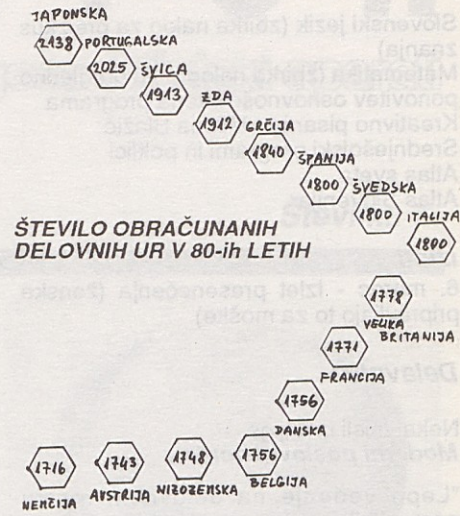 JAPONSKA
2138
PORTUGALSKA
2025
ŠVICA
1913
ZDA
1912
GRČIJA
1840
ŠPANIJA
1800
ŠVEDSKA
1800
ITALIJA
1800
ŠTEVILO OBRAČUNANIH
DELOVNIH UR V 80-ih LETIH
1778
VELIKA
BRITANIJA
1771
FRANCIJA
1756
DANSKA
1756
BELGIJA
1748
NIZOZEMSKA
1743
AVSTRIJA
1716
NEMČIJA